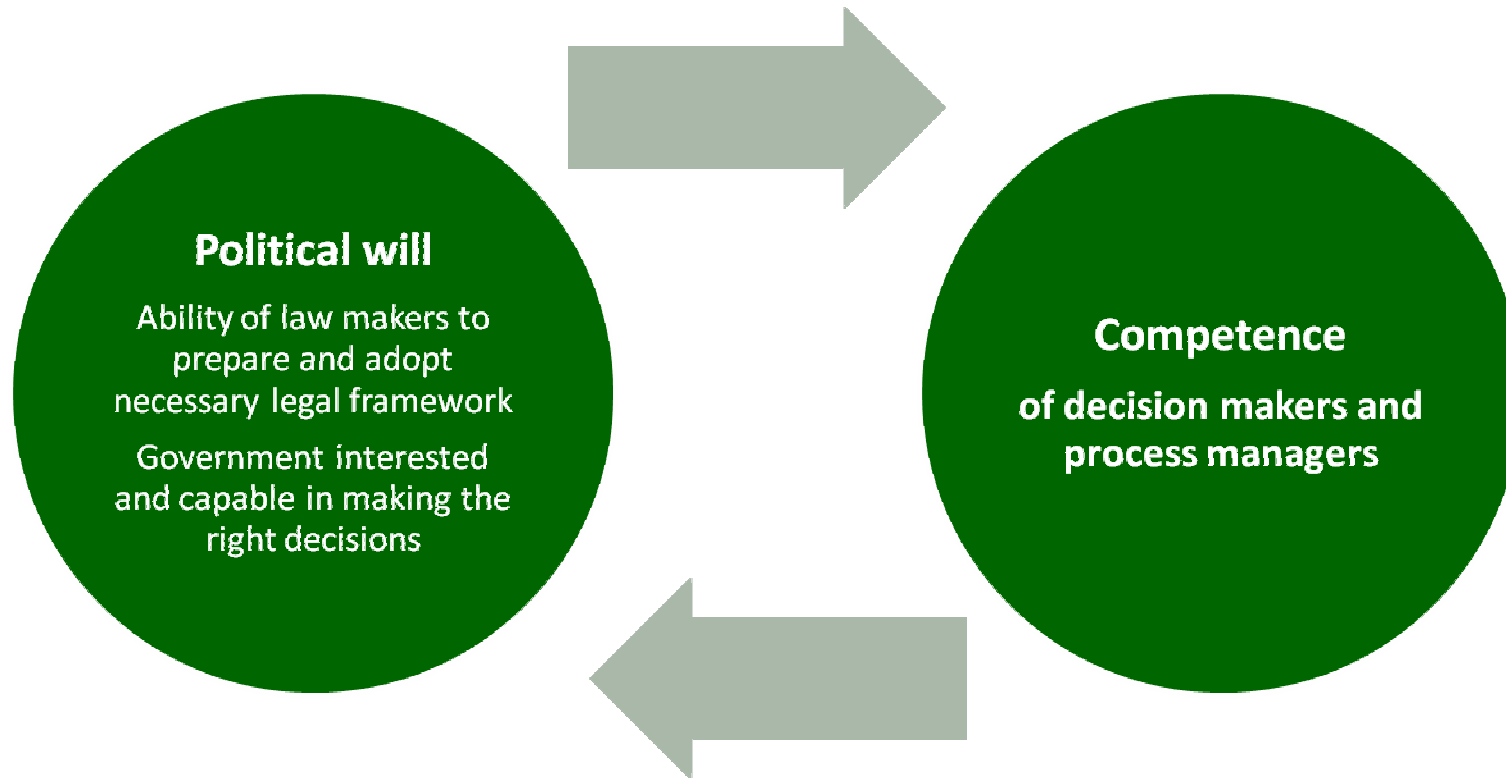 Political will
Ability of law makers to
prepare and adopt
necessary legal framework
Government interested
and capable in making the
right decisions
Competence
of decision makers and
process managers